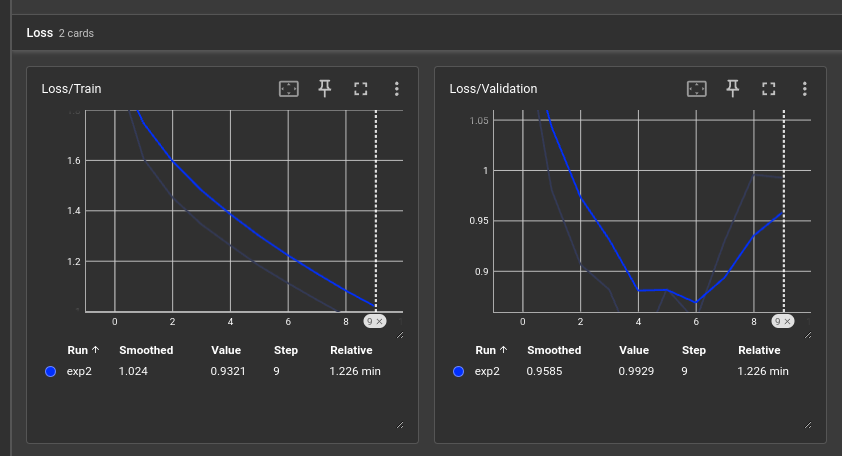 Loss 2 cards
Loss/Train
1.6
1.4
1.2
0 2 4 6 8 9 ×
Run ↑ Smoothed Value Step Relative
exp2 1.024 0.9321 9 1.226 min
Loss/Validation
1.05
1
0.95
0.9
0 2 4 6 8 9 ×
Run ↑ Smoothed Value Step Relative
exp2 0.9585 0.9929 9 1.226 min